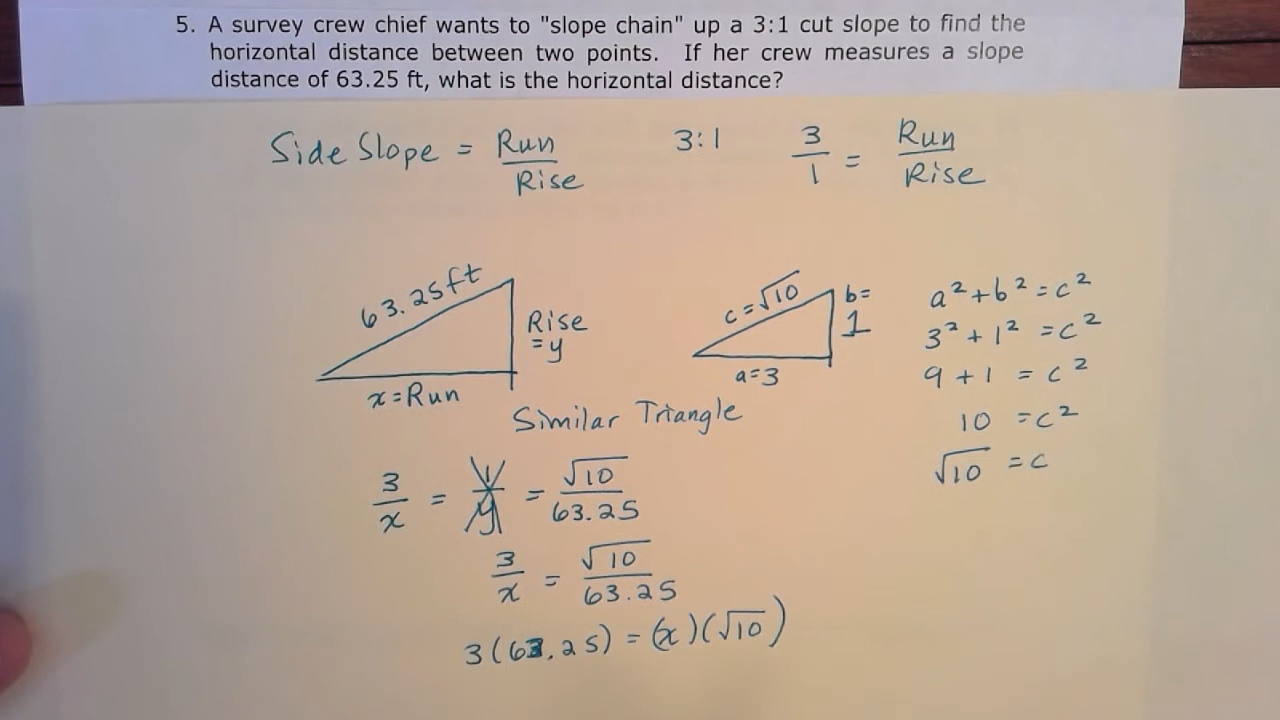 5. A survey crew chief wants to "slope chain" up a 3:1 cut slope to find the
horizontal distance between two points. If her crew measures a slope
distance of 63.25 ft, what is the horizontal distance?
Side Slope = Run/Rise 3:1 3/1 = Run/Rise
63.25ft
Rise
= y
x = Run
c = √10
b =
1
a = 3
a² + b² = c²
3² + 1² = c²
9 + 1 = c²
10 = c²
√10 = c
Similar Triangle
3/x = 1/y = √10/63.25
3/x = √10/63.25
3(63.25) = (x)(√10)